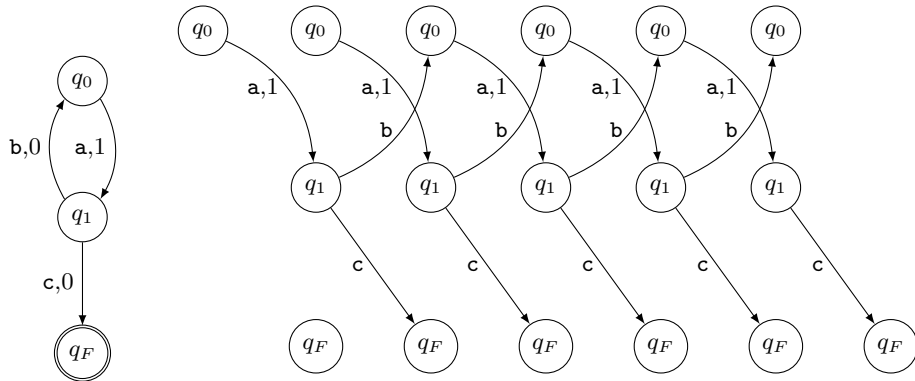 q0 q0 q0 q0 q0 q0
q0
a,1 a,1 a,1 a,1 a,1
b,0 a,1 b b b b
q1 q1 q1 q1 q1
q1
c,0 c c c c c
qF qF qF qF qF qF
qF